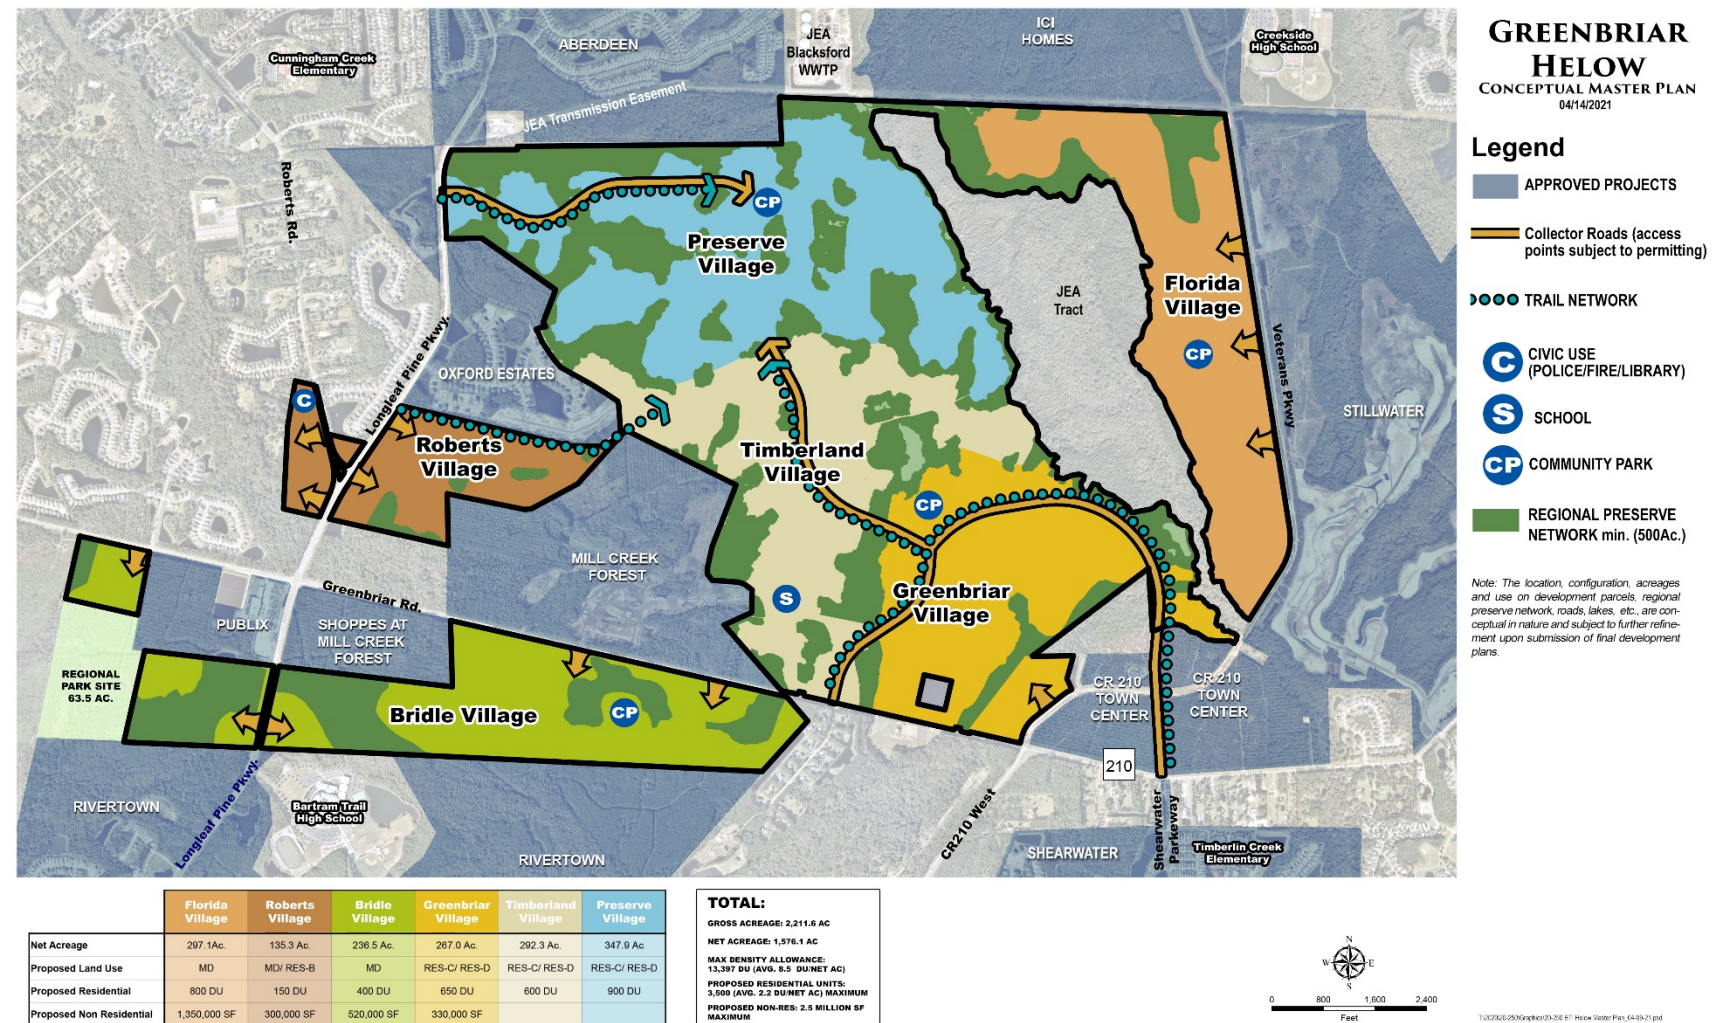 GREENBRIAR
HELOW
CONCEPTUAL MASTER PLAN
04/14/2021
Legend
APPROVED PROJECTS
Collector Roads (access
points subject to permitting)
TRAIL NETWORK
C
CIVIC USE
(POLICE/FIRE/LIBRARY)
S
SCHOOL
CP
COMMUNITY PARK
REGIONAL PRESERVE
NETWORK min. (500Ac.)
Note: The location, configuration, acreages
and use on development parcels, regional
preserve network, roads, lakes, etc., are con-
ceptual in nature and subject to further refine-
ment upon submission of final development
plans.
Cunningham Creek
Elementary
ABERDEEN
JEA
Blacksford
WWTP
ICI
HOMES
Creekside
High School
JEA Transmission Easement
Roberts Rd.
CP
Preserve
Village
JEA
Tract
Florida
Village
CP
Veterans Pkwy
Longleaf Pine Pkwy.
OXFORD ESTATES
STILLWATER
C
Roberts
Village
Timberland
Village
CP
MILL CREEK
FOREST
S
Greenbriar
Village
Greenbriar Rd.
PUBLIX
SHOPPES AT
MILL CREEK
FOREST
REGIONAL
PARK SITE
63.5 AC.
Bridle Village
CP
CR 210
TOWN
CENTER
CR 210
TOWN
CENTER
210
RIVERTOWN
Longleaf Pine Pkwy.
Bartram Trail
High School
RIVERTOWN
CR210 West
SHEARWATER
Shearwater
Parkeway
Timberlin Creek
Elementary
Florida
Village
Roberts
Village
Bridle
Village
Greenbriar
Village
Timberland
Village
Preserve
Village
Net Acreage 297.1Ac. 135.3 Ac. 236.5 Ac. 267.0 Ac. 292.3 Ac. 347.9 Ac
Proposed Land Use MD MD/ RES-B MD RES-C/ RES-D RES-C/ RES-D RES-C/ RES-D
Proposed Residential 800 DU 150 DU 400 DU 650 DU 600 DU 900 DU
Proposed Non Residential 1,350,000 SF 300,000 SF 520,000 SF 330,000 SF
TOTAL:
GROSS ACREAGE: 2,211.6 AC
NET ACREAGE: 1,576.1 AC
MAX DENSITY ALLOWANCE:
13,397 DU (AVG. 8.5 DU/NET AC)
PROPOSED RESIDENTIAL UNITS:
3,500 (AVG. 2.2 DU/NET AC) MAXIMUM
PROPOSED NON-RES: 2.5 MILLION SF
MAXIMUM
N
W E
S
0 800 1,600 2,400
Feet